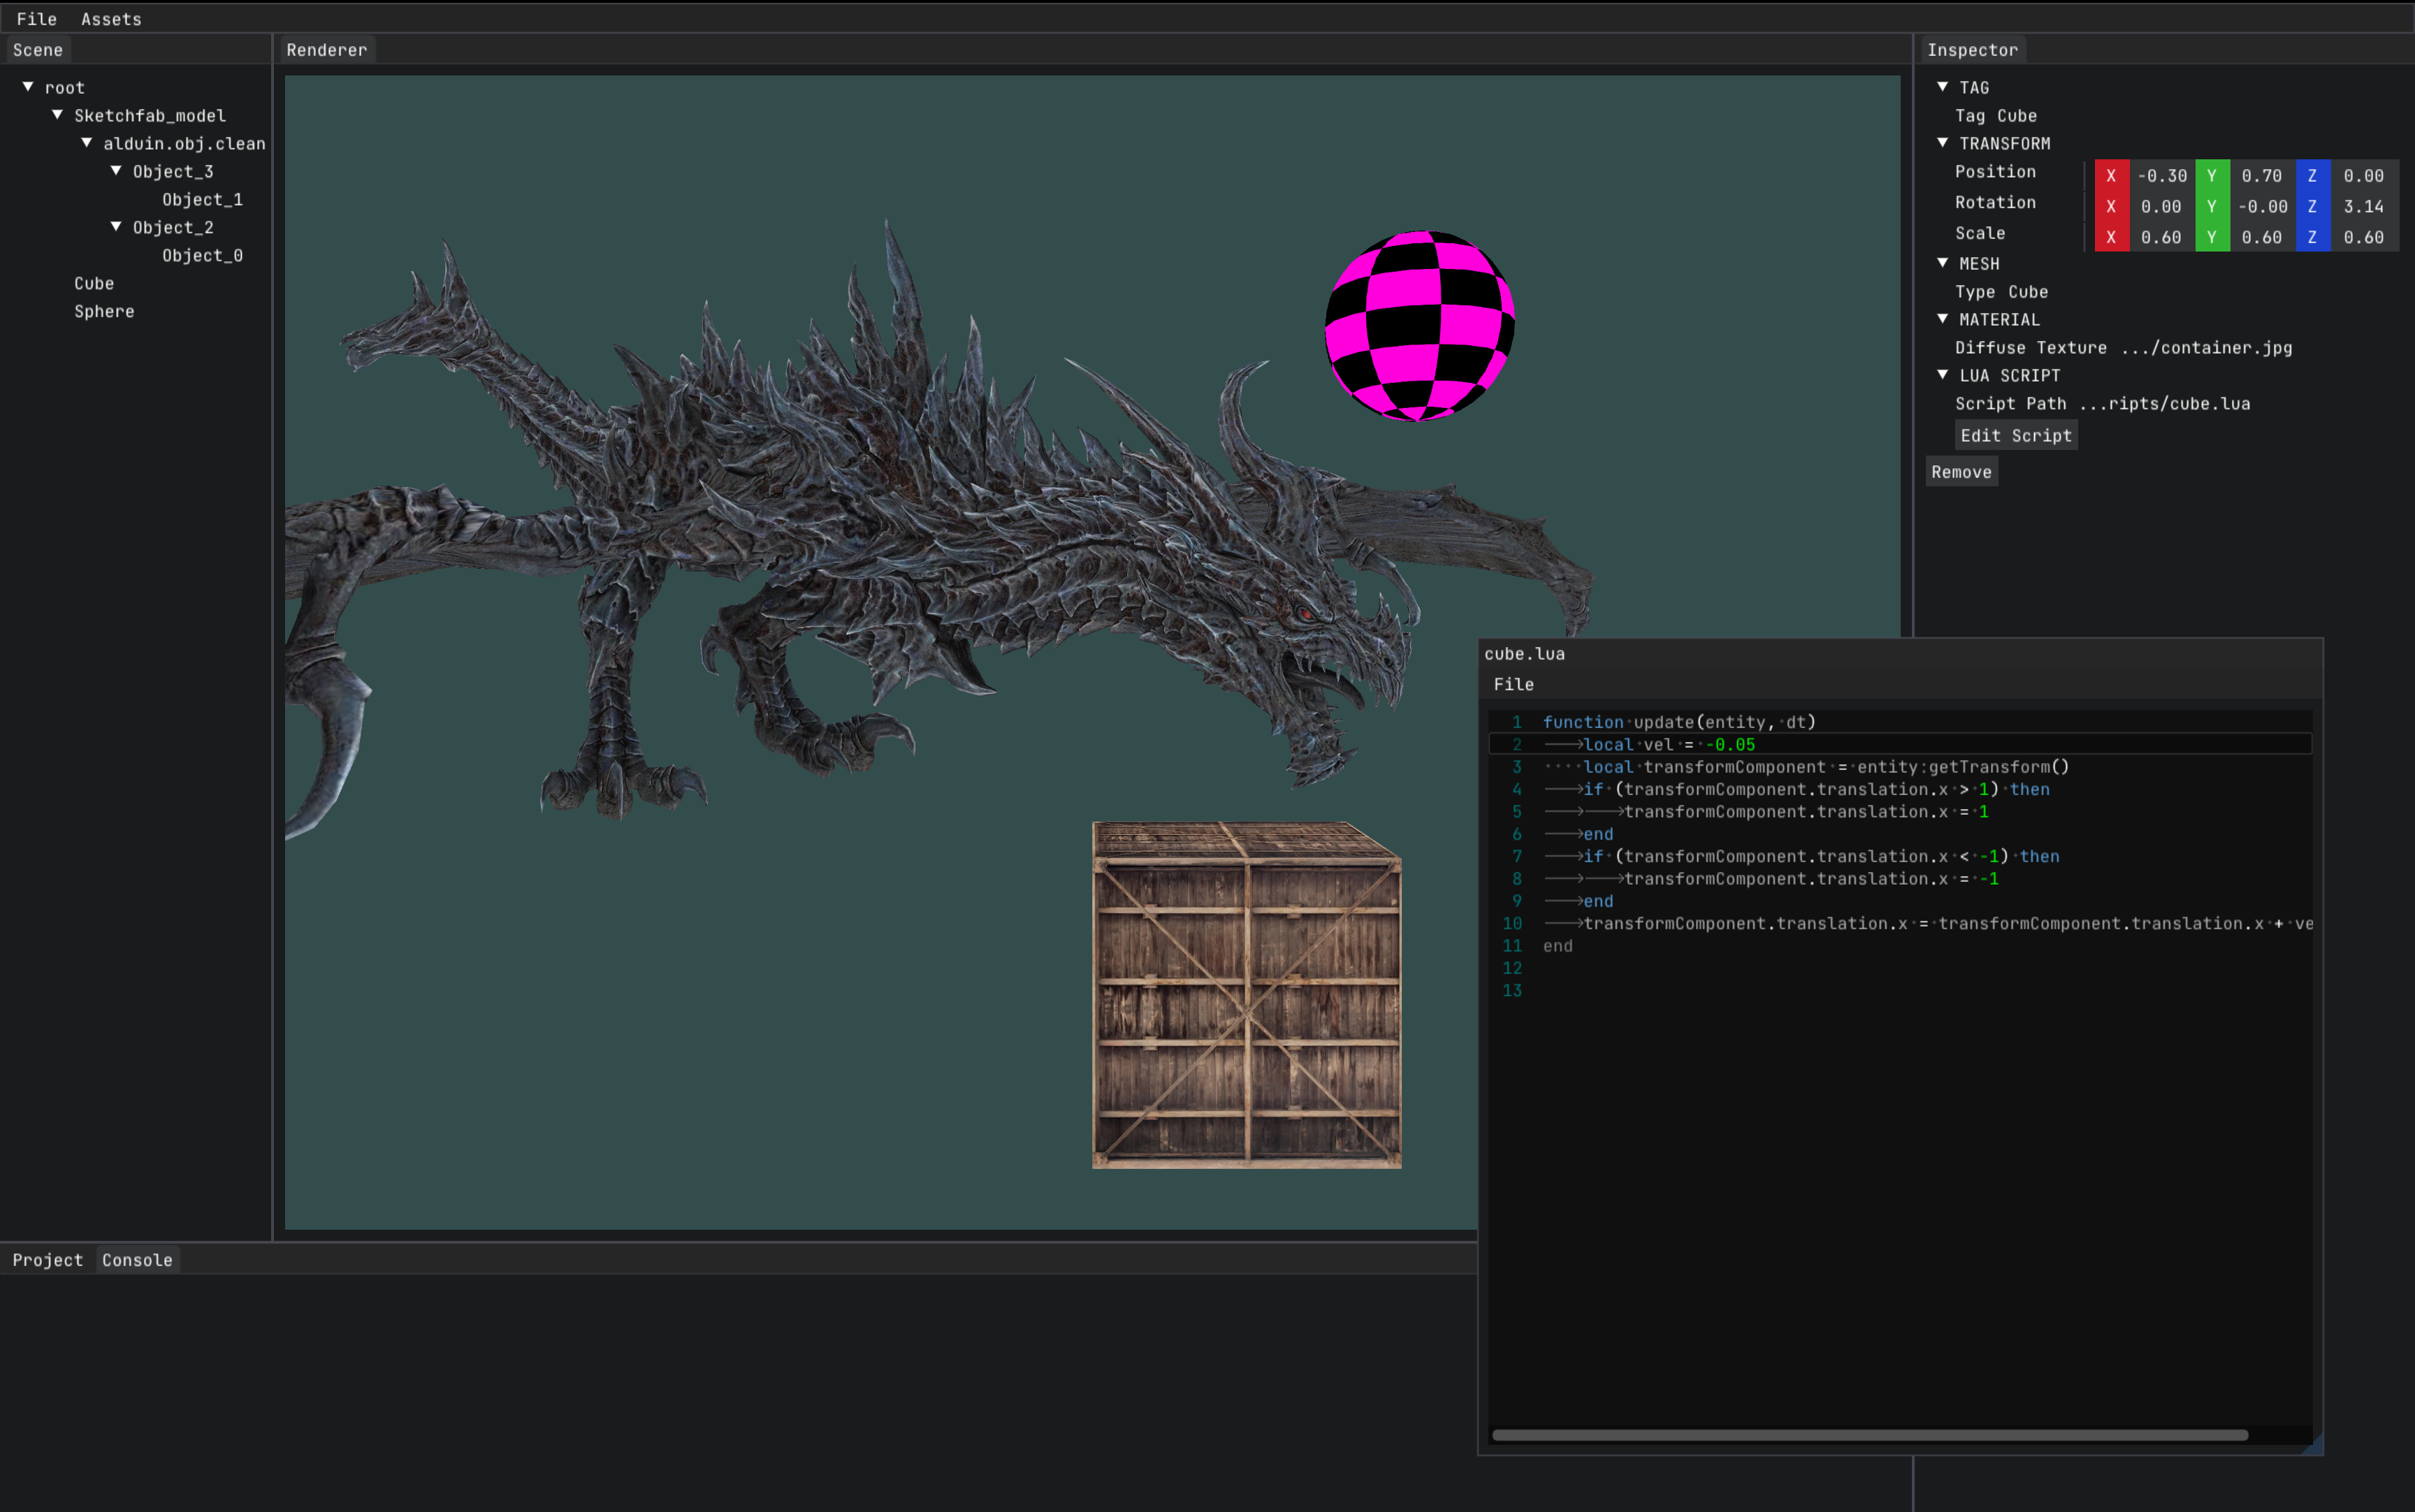 File Assets
Scene
root
Sketchfab_model
alduin.obj.clean
Object_3
Object_1
Object_2
Object_0
Cube
Sphere
Renderer
Inspector
TAG
Tag Cube
TRANSFORM
Position X -0.30 Y 0.70 Z 0.00
Rotation X 0.00 Y -0.00 Z 3.14
Scale X 0.60 Y 0.60 Z 0.60
MESH
Type Cube
MATERIAL
Diffuse Texture .../container.jpg
LUA SCRIPT
Script Path ...ripts/cube.lua
Edit Script
Remove
cube.lua
File
1 function update(entity, dt)
2 local vel = -0.05
3 local transformComponent = entity:getTransform()
4 if (transformComponent.translation.x > 1) then
5 transformComponent.translation.x = 1
6 end
7 if (transformComponent.translation.x < -1) then
8 transformComponent.translation.x = -1
9 end
10 transformComponent.translation.x = transformComponent.translation.x + ve
11 end
12
13
Project Console